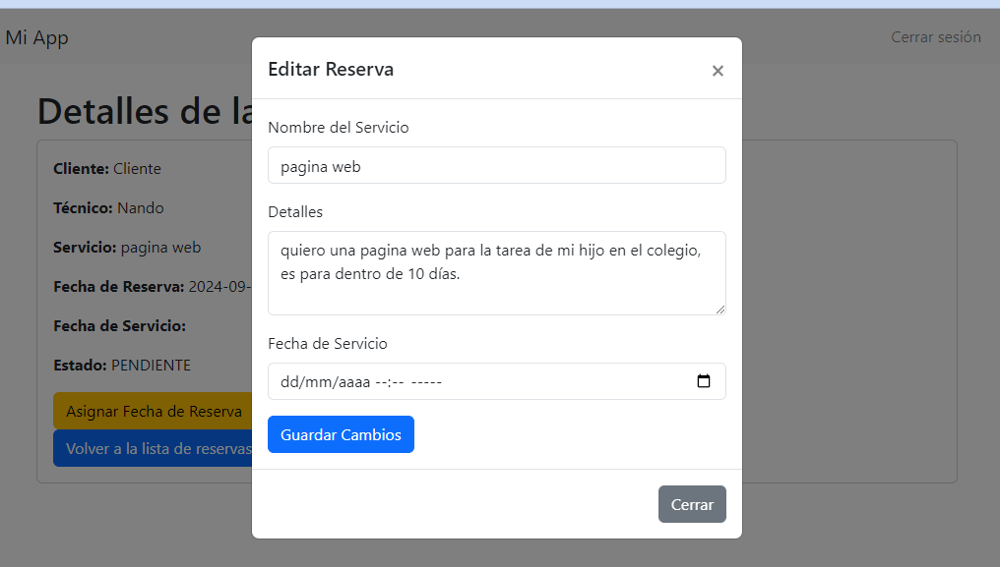 Mi App
Cerrar sesión
Detalles de la
Cliente: Cliente
Técnico: Nando
Servicio: pagina web
Fecha de Reserva: 2024-09-
Fecha de Servicio:
Estado: PENDIENTE
Asignar Fecha de Reserva
Volver a la lista de reservas
Editar Reserva
×
Nombre del Servicio
pagina web
Detalles
quiero una pagina web para la tarea de mi hijo en el colegio,
es para dentro de 10 días.
Fecha de Servicio
dd/mm/aaaa --:-- -----
Guardar Cambios
Cerrar